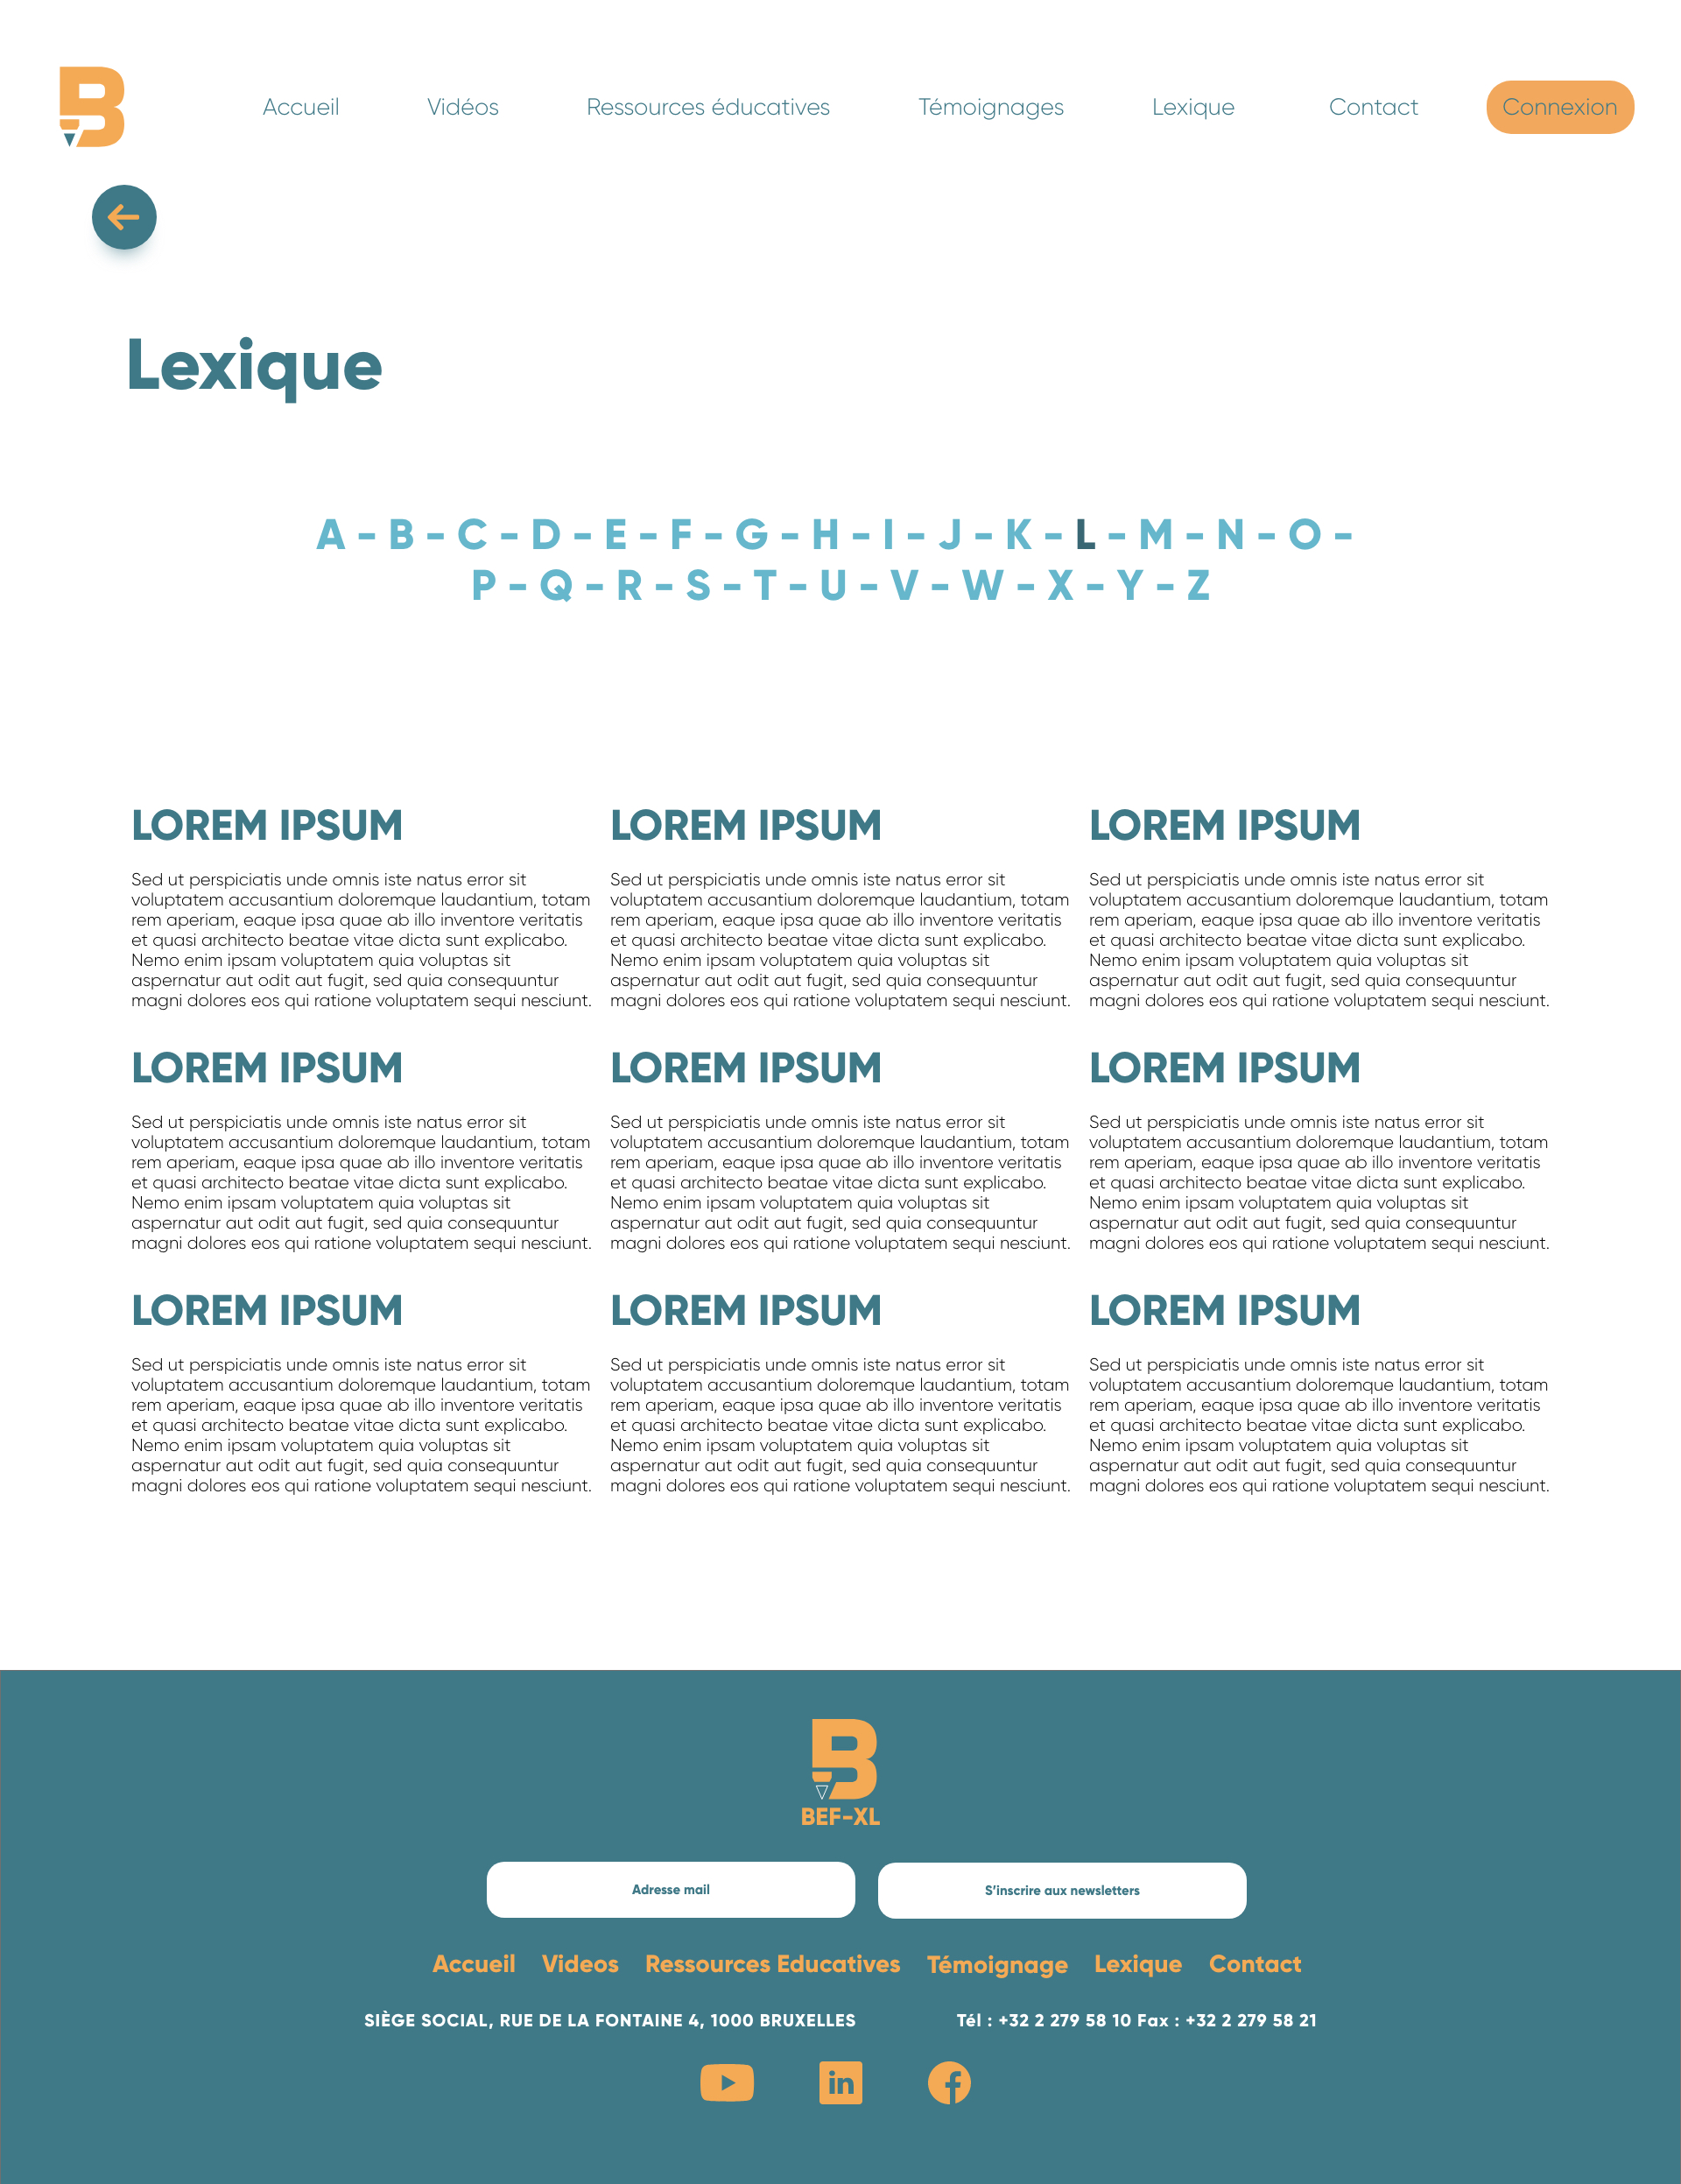 B
Accueil Vidéos Ressources éducatives Témoignages Lexique Contact Connexion
Lexique
A - B - C - D - E - F - G - H - I - J - K - L - M - N - O -
P - Q - R - S - T - U - V - W - X - Y - Z
LOREM IPSUM
Sed ut perspiciatis unde omnis iste natus error sit
voluptatem accusantium doloremque laudantium, totam
rem aperiam, eaque ipsa quae ab illo inventore veritatis
et quasi architecto beatae vitae dicta sunt explicabo.
Nemo enim ipsam voluptatem quia voluptas sit
aspernatur aut odit aut fugit, sed quia consequuntur
magni dolores eos qui ratione voluptatem sequi nesciunt.
LOREM IPSUM
Sed ut perspiciatis unde omnis iste natus error sit
voluptatem accusantium doloremque laudantium, totam
rem aperiam, eaque ipsa quae ab illo inventore veritatis
et quasi architecto beatae vitae dicta sunt explicabo.
Nemo enim ipsam voluptatem quia voluptas sit
aspernatur aut odit aut fugit, sed quia consequuntur
magni dolores eos qui ratione voluptatem sequi nesciunt.
LOREM IPSUM
Sed ut perspiciatis unde omnis iste natus error sit
voluptatem accusantium doloremque laudantium, totam
rem aperiam, eaque ipsa quae ab illo inventore veritatis
et quasi architecto beatae vitae dicta sunt explicabo.
Nemo enim ipsam voluptatem quia voluptas sit
aspernatur aut odit aut fugit, sed quia consequuntur
magni dolores eos qui ratione voluptatem sequi nesciunt.
LOREM IPSUM
Sed ut perspiciatis unde omnis iste natus error sit
voluptatem accusantium doloremque laudantium, totam
rem aperiam, eaque ipsa quae ab illo inventore veritatis
et quasi architecto beatae vitae dicta sunt explicabo.
Nemo enim ipsam voluptatem quia voluptas sit
aspernatur aut odit aut fugit, sed quia consequuntur
magni dolores eos qui ratione voluptatem sequi nesciunt.
LOREM IPSUM
Sed ut perspiciatis unde omnis iste natus error sit
voluptatem accusantium doloremque laudantium, totam
rem aperiam, eaque ipsa quae ab illo inventore veritatis
et quasi architecto beatae vitae dicta sunt explicabo.
Nemo enim ipsam voluptatem quia voluptas sit
aspernatur aut odit aut fugit, sed quia consequuntur
magni dolores eos qui ratione voluptatem sequi nesciunt.
LOREM IPSUM
Sed ut perspiciatis unde omnis iste natus error sit
voluptatem accusantium doloremque laudantium, totam
rem aperiam, eaque ipsa quae ab illo inventore veritatis
et quasi architecto beatae vitae dicta sunt explicabo.
Nemo enim ipsam voluptatem quia voluptas sit
aspernatur aut odit aut fugit, sed quia consequuntur
magni dolores eos qui ratione voluptatem sequi nesciunt.
LOREM IPSUM
Sed ut perspiciatis unde omnis iste natus error sit
voluptatem accusantium doloremque laudantium, totam
rem aperiam, eaque ipsa quae ab illo inventore veritatis
et quasi architecto beatae vitae dicta sunt explicabo.
Nemo enim ipsam voluptatem quia voluptas sit
aspernatur aut odit aut fugit, sed quia consequuntur
magni dolores eos qui ratione voluptatem sequi nesciunt.
LOREM IPSUM
Sed ut perspiciatis unde omnis iste natus error sit
voluptatem accusantium doloremque laudantium, totam
rem aperiam, eaque ipsa quae ab illo inventore veritatis
et quasi architecto beatae vitae dicta sunt explicabo.
Nemo enim ipsam voluptatem quia voluptas sit
aspernatur aut odit aut fugit, sed quia consequuntur
magni dolores eos qui ratione voluptatem sequi nesciunt.
LOREM IPSUM
Sed ut perspiciatis unde omnis iste natus error sit
voluptatem accusantium doloremque laudantium, totam
rem aperiam, eaque ipsa quae ab illo inventore veritatis
et quasi architecto beatae vitae dicta sunt explicabo.
Nemo enim ipsam voluptatem quia voluptas sit
aspernatur aut odit aut fugit, sed quia consequuntur
magni dolores eos qui ratione voluptatem sequi nesciunt.
B
BEF-XL
Adresse mail
S'inscrire aux newsletters
Accueil Videos Ressources Educatives Témoignage Lexique Contact
SIÈGE SOCIAL, RUE DE LA FONTAINE 4, 1000 BRUXELLES
Tél : +32 2 279 58 10 Fax : +32 2 279 58 21
in